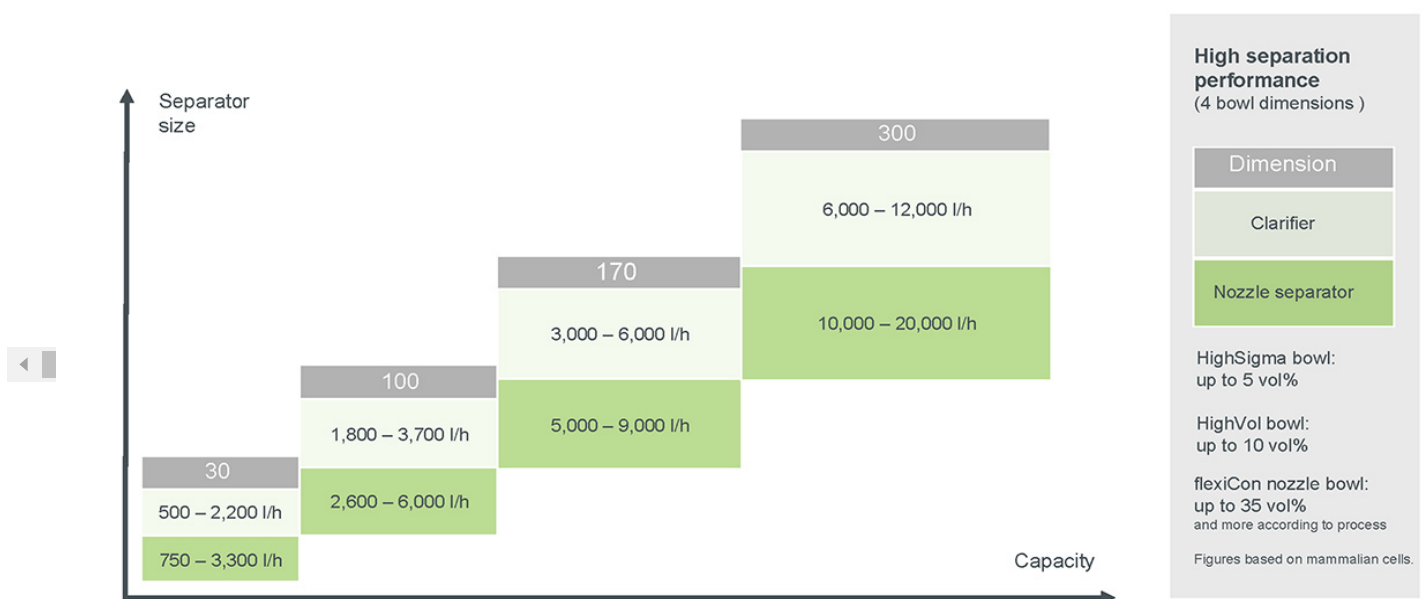 Separator
size
300
6,000 – 12,000 l/h
10,000 – 20,000 l/h
170
3,000 – 6,000 l/h
5,000 – 9,000 l/h
100
1,800 – 3,700 l/h
2,600 – 6,000 l/h
30
500 – 2,200 l/h
750 – 3,300 l/h
Capacity
High separation
performance
(4 bowl dimensions )
Dimension
Clarifier
Nozzle separator
HighSigma bowl:
up to 5 vol%
HighVol bowl:
up to 10 vol%
flexiCon nozzle bowl:
up to 35 vol%
and more according to process
Figures based on mammalian cells.